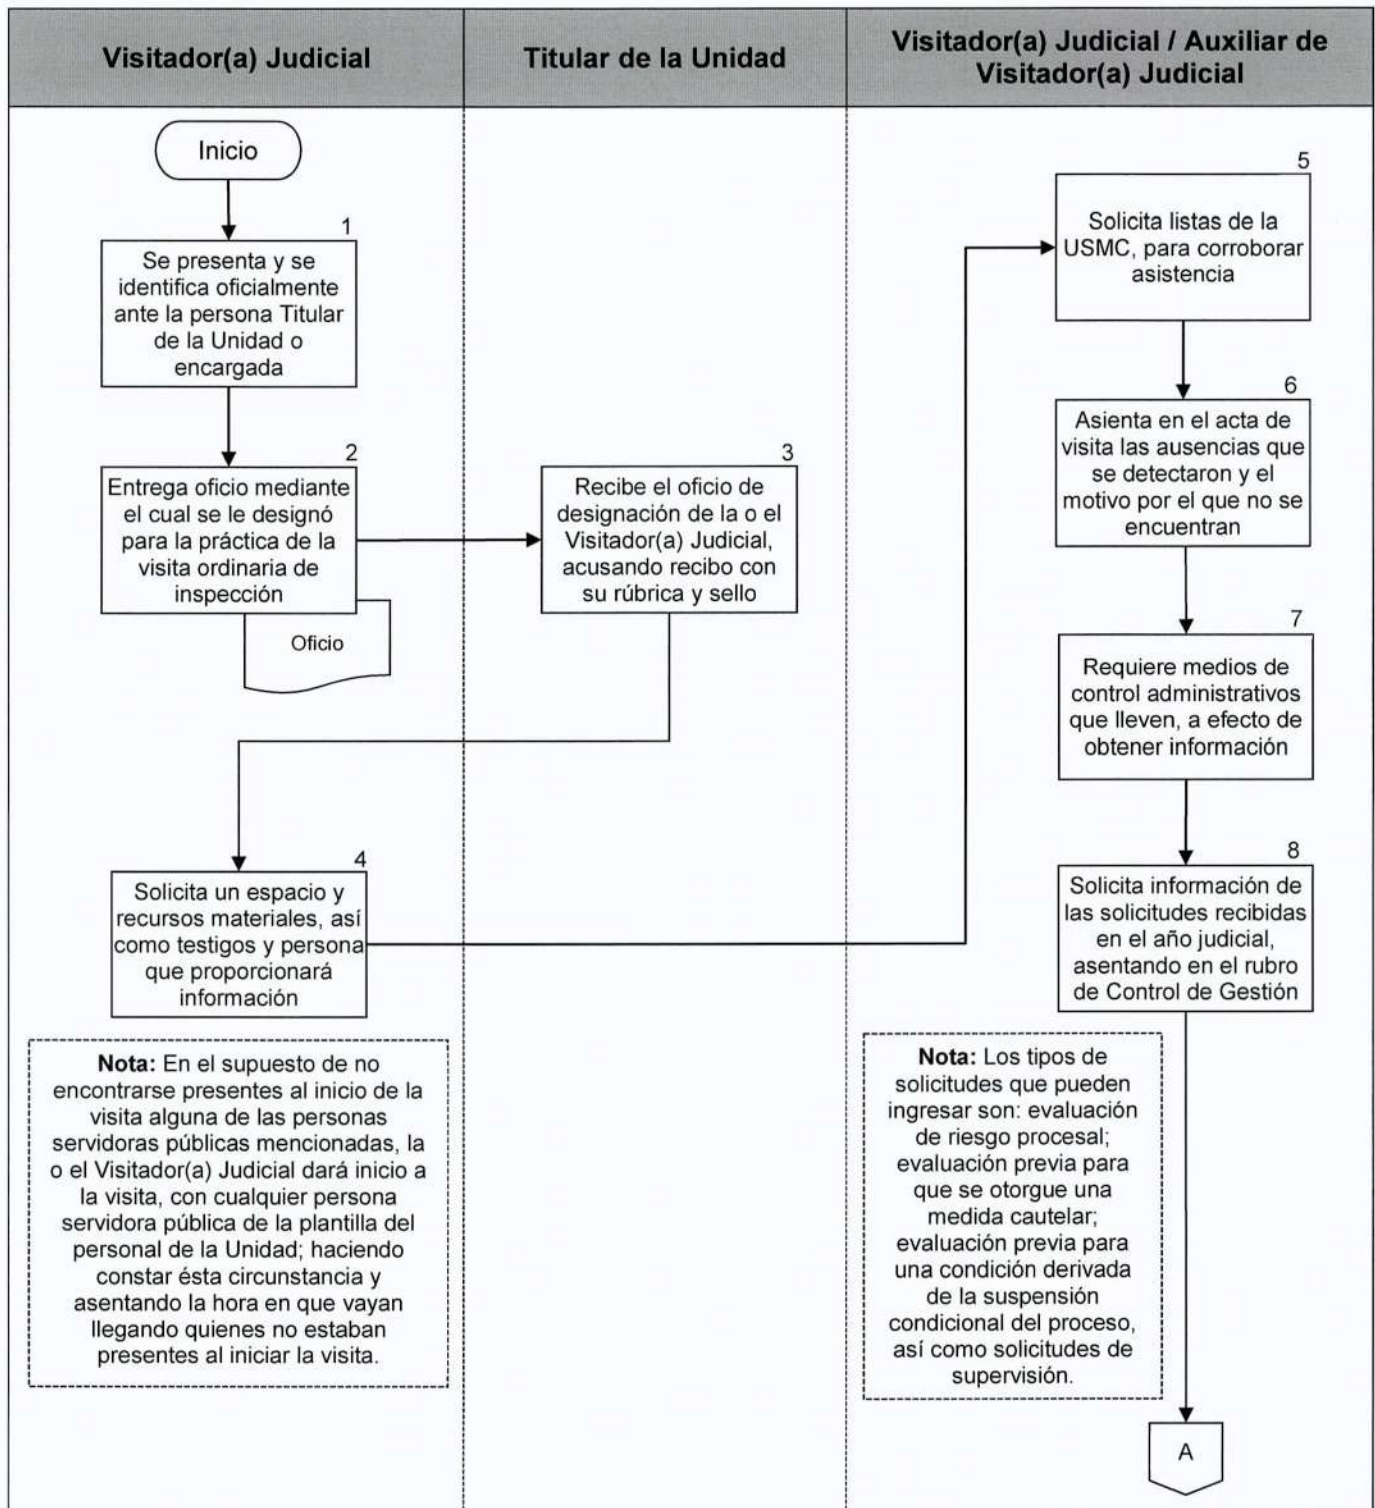 Visitador(a) Judicial
Titular de la Unidad
Visitador(a) Judicial / Auxiliar de
Visitador(a) Judicial
Inicio
1
Se presenta y se
identifica oficialmente
ante la persona Titular
de la Unidad o
encargada
2
Entrega oficio mediante
el cual se le designó
para la práctica de la
visita ordinaria de
inspección
Oficio
3
Recibe el oficio de
designación de la o el
Visitador(a) Judicial,
acusando recibo con
su rúbrica y sello
4
Solicita un espacio y
recursos materiales, así
como testigos y persona
que proporcionará
información
Nota: En el supuesto de no
encontrarse presentes al inicio de la
visita alguna de las personas
servidoras públicas mencionadas, la
o el Visitador(a) Judicial dará inicio a
la visita, con cualquier persona
servidora pública de la plantilla del
personal de la Unidad; haciendo
constar ésta circunstancia y
asentando la hora en que vayan
llegando quienes no estaban
presentes al iniciar la visita.
5
Solicita listas de la
USMC, para corroborar
asistencia
6
Asienta en el acta de
visita las ausencias que
se detectaron y el
motivo por el que no se
encuentran
7
Requiere medios de
control administrativos
que lleven, a efecto de
obtener información
8
Solicita información de
las solicitudes recibidas
en el año judicial,
asentando en el rubro
de Control de Gestión
Nota: Los tipos de
solicitudes que pueden
ingresar son: evaluación
de riesgo procesal;
evaluación previa para
que se otorgue una
medida cautelar;
evaluación previa para
una condición derivada
de la suspensión
condicional del proceso,
así como solicitudes de
supervisión.
A